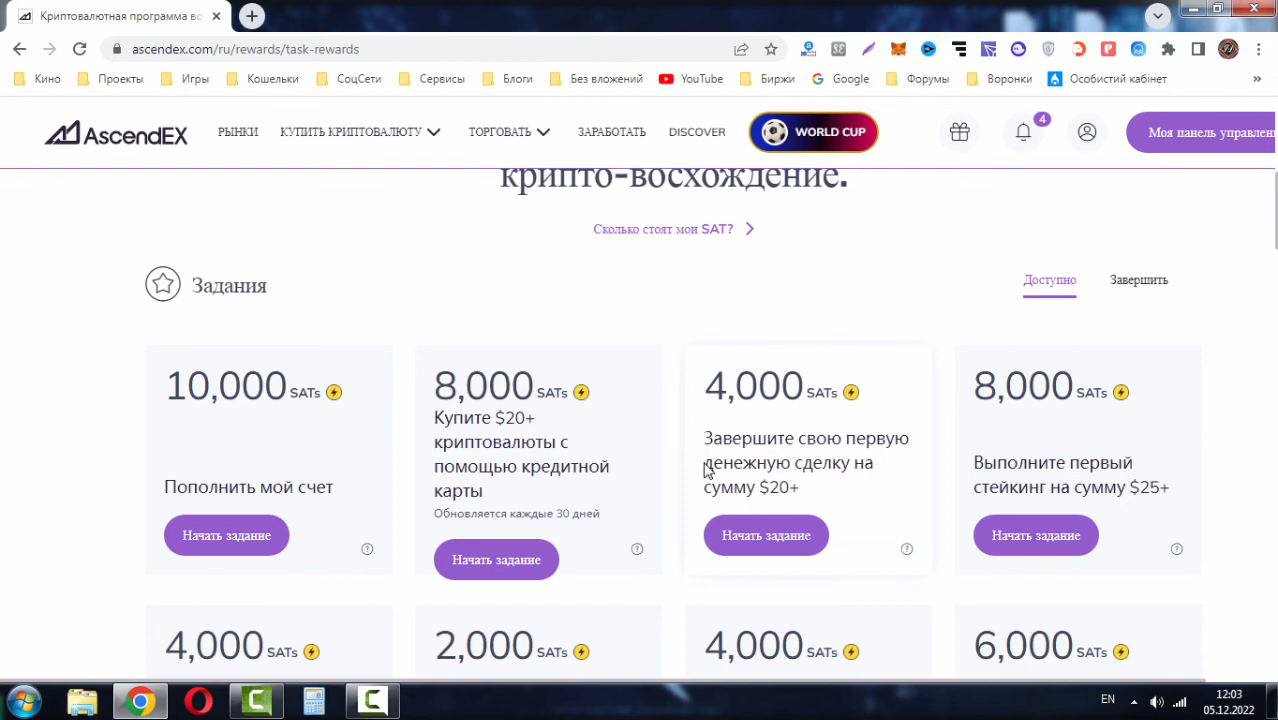 Криптовалютная программа во
ascendex.com/ru/rewards/task-rewards
Кино Проекты Игры Кошельки СоцСети Сервисы Блоги Без вложений YouTube Биржи Google Форумы Воронки Особистий кабінет »
AscendEX РЫНКИ КУПИТЬ КРИПТОВАЛЮТУ ТОРГОВАТЬ ЗАРАБОТАТЬ DISCOVER WORLD CUP 4 Моя панель управлен
крипто-восхождение.
Сколько стоят мои SAT?
Задания
Доступно Завершить
10,000 SATs
Пополнить мой счет
Начать задание
8,000 SATs
Купите $20+
криптовалюты с
помощью кредитной
карты
Обновляется каждые 30 дней
Начать задание
4,000 SATs
Завершите свою первую
денежную сделку на
сумму $20+
Начать задание
8,000 SATs
Выполните первый
стейкинг на сумму $25+
Начать задание
4,000 SATs
2,000 SATs
4,000 SATs
6,000 SATs
EN
12:03
05.12.2022